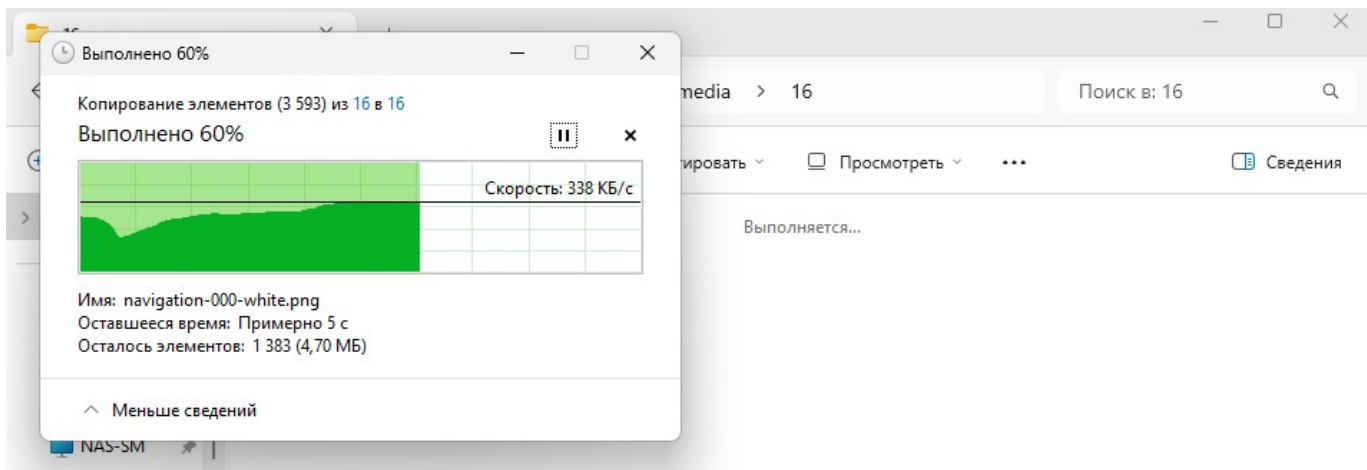 Выполнено 60%
Копирование элементов (3 593) из 16 в 16
Выполнено 60%
Скорость: 338 КБ/с
Имя: navigation-000-white.png
Оставшееся время: Примерно 5 с
Осталось элементов: 1 383 (4,70 МБ)
Меньше сведений
media > 16
Поиск в: 16
ировать
Просмотреть
Сведения
Выполняется...
NAS-SM